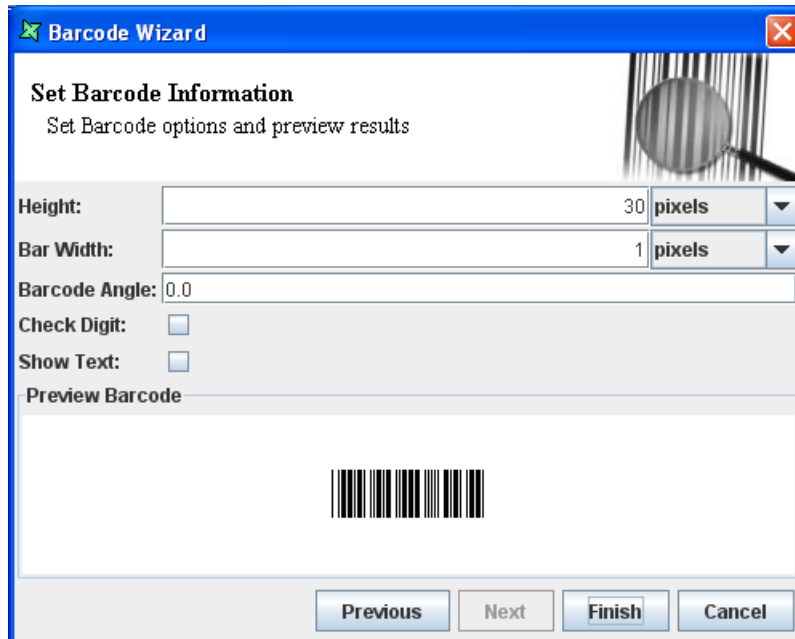 Barcode Wizard
Set Barcode Information
Set Barcode options and preview results
Height: 30 pixels
Bar Width: 1 pixels
Barcode Angle: 0.0
Check Digit:
Show Text:
Preview Barcode
Previous Next Finish Cancel